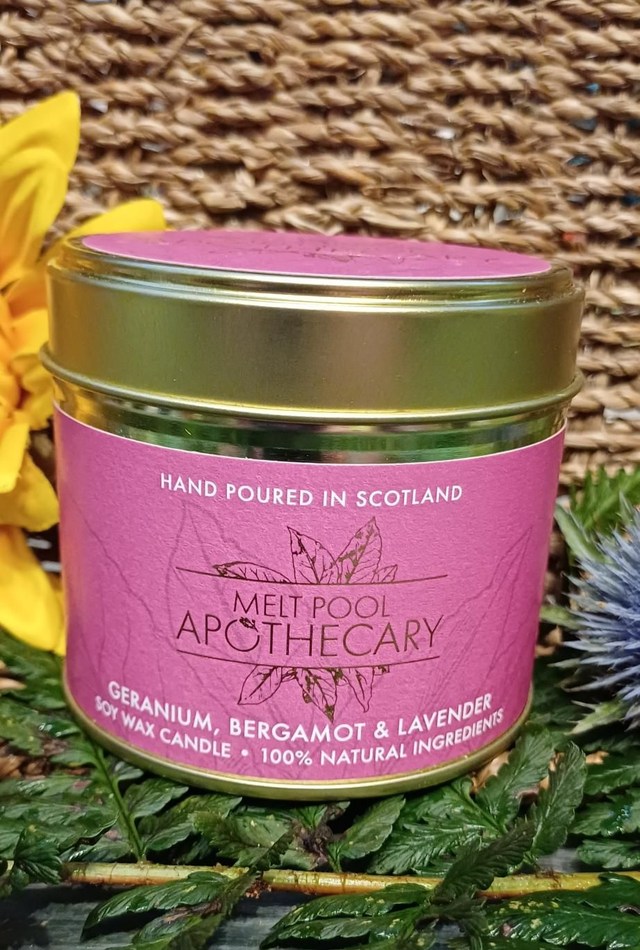 HAND POURED IN SCOTLAND
MELT POOL
APOTHECARY
GERANIUM, BERGAMOT & LAVENDER
SOY WAX CANDLE • 100% NATURAL INGREDIENTS